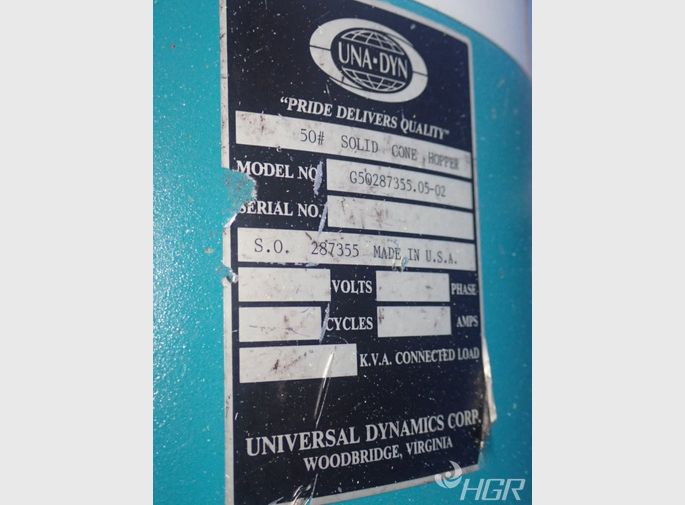 UNA-DYN
"PRIDE DELIVERS QUALITY"
50# SOLID CONE HOPPER
MODEL NO. G50287355.05-02
SERIAL NO.
S.O. 287355 MADE IN U.S.A.
VOLTS PHASE
CYCLES AMPS
K.V.A. CONNECTED LOAD
UNIVERSAL DYNAMICS CORP.
WOODBRIDGE, VIRGINIA
HGR